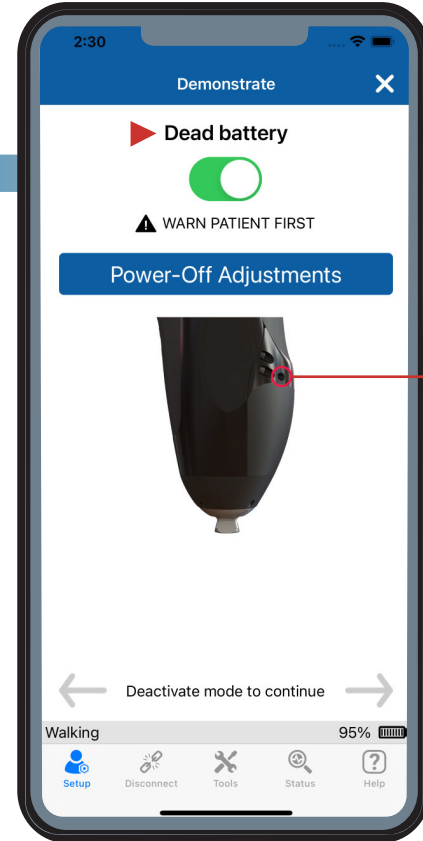 2:30
Demonstrate
Dead battery
WARN PATIENT FIRST
Power-Off Adjustments
Deactivate mode to continue
Walking 95%
Setup Disconnect Tools Status Help